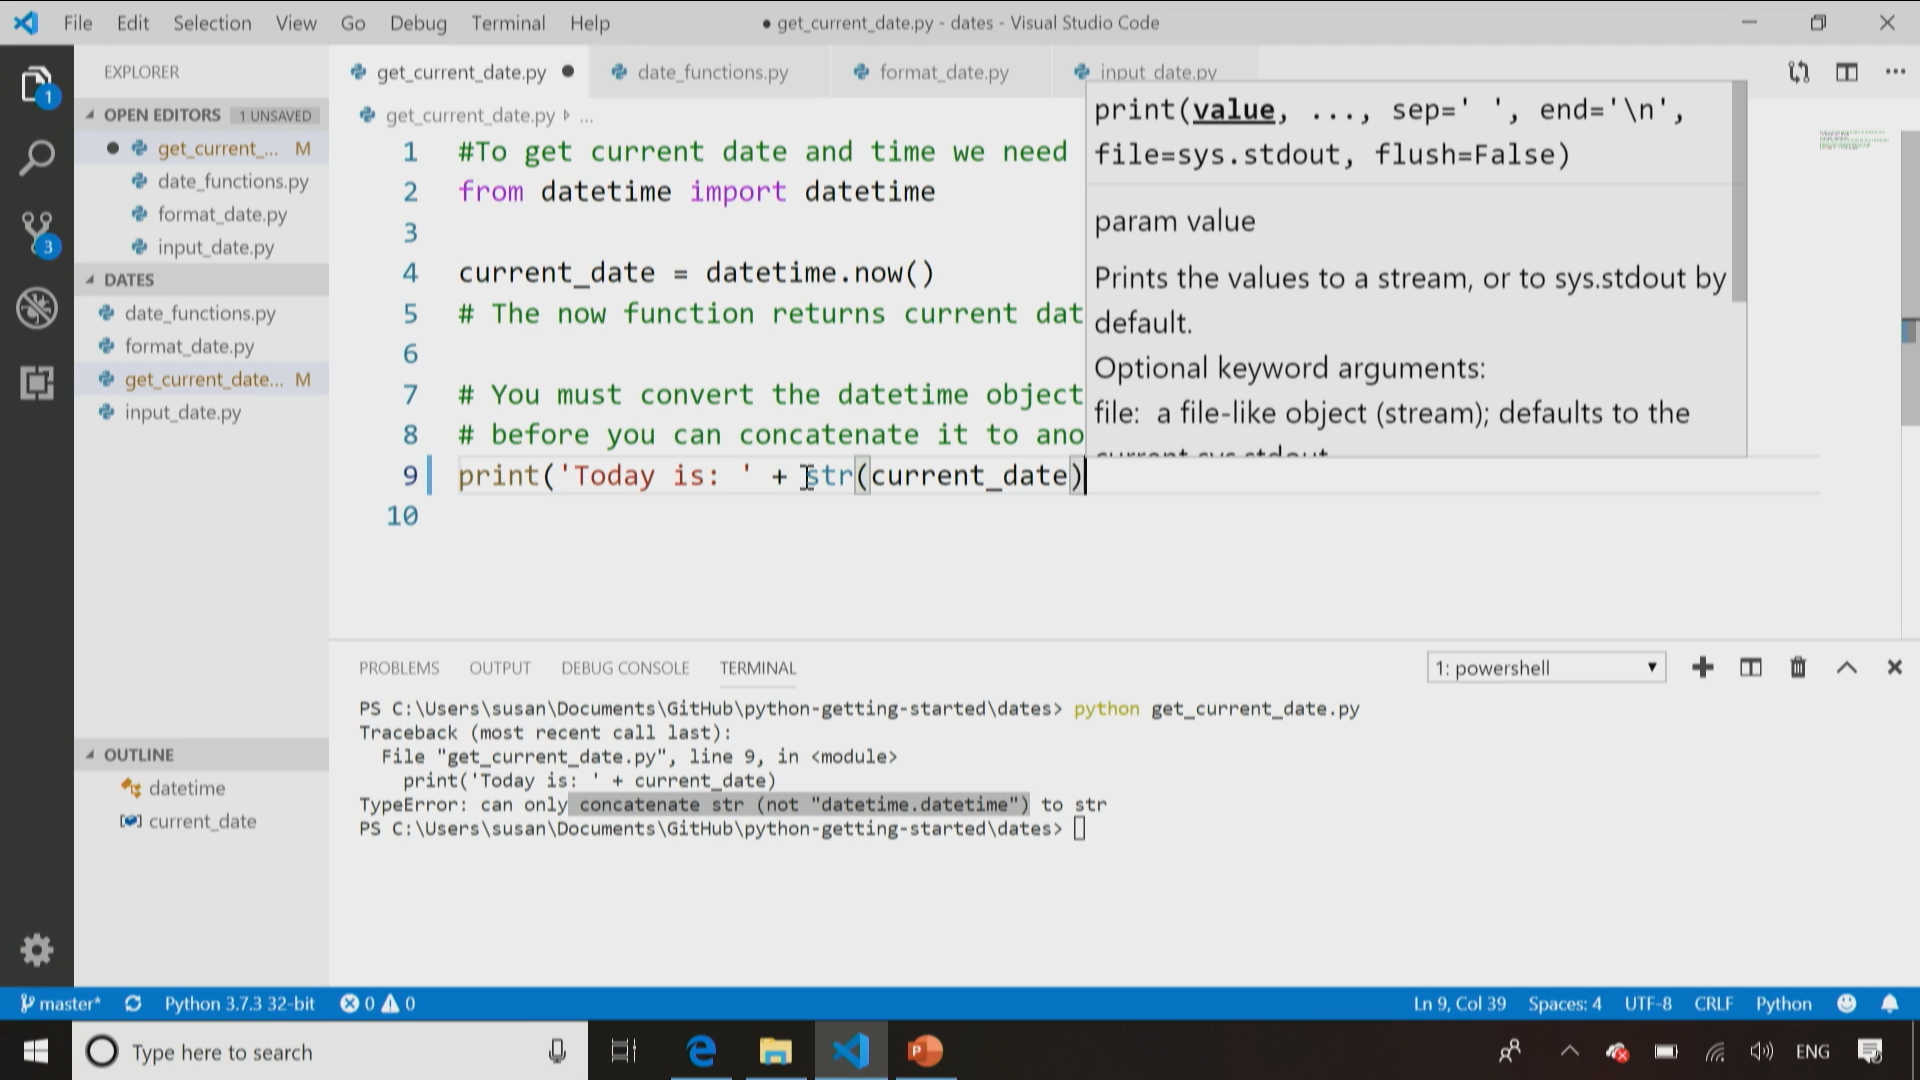 File Edit Selection View Go Debug Terminal Help
● get_current_date.py - dates - Visual Studio Code
EXPLORER
OPEN EDITORS 1 UNSAVED
get_current_... M
date_functions.py
format_date.py
input_date.py
DATES
date_functions.py
format_date.py
get_current_date... M
input_date.py
OUTLINE
datetime
current_date
1
3
get_current_date.py ● date_functions.py format_date.py input_date.py
get_current_date.py ...
1 #To get current date and time we need
2 from datetime import datetime
3
4 current_date = datetime.now()
5 # The now function returns current dat
6
7 # You must convert the datetime object
8 # before you can concatenate it to ano
9 print('Today is: ' + str(current_date)
10
print(value, ..., sep=' ', end='\n',
file=sys.stdout, flush=False)
param value
Prints the values to a stream, or to sys.stdout by
default.
Optional keyword arguments:
file: a file-like object (stream); defaults to the
current sys.stdout.
PROBLEMS OUTPUT DEBUG CONSOLE TERMINAL
1: powershell
PS C:\Users\susan\Documents\GitHub\python-getting-started\dates> python get_current_date.py
Traceback (most recent call last):
File "get_current_date.py", line 9, in <module>
print('Today is: ' + current_date)
TypeError: can only concatenate str (not "datetime.datetime") to str
PS C:\Users\susan\Documents\GitHub\python-getting-started\dates>
master* Python 3.7.3 32-bit 0 0
Ln 9, Col 39 Spaces: 4 UTF-8 CRLF Python
Type here to search
ENG